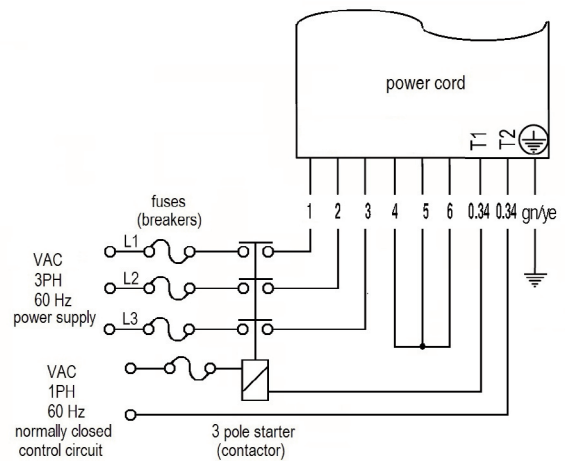 power cord
T1 T2
fuses
(breakers)
1 2 3 4 5 6 0.34 0.34 gn/ye
L1
VAC
3PH
60 Hz
power supply
L2
L3
VAC
1PH
60 Hz
normally closed
control circuit
3 pole starter
(contactor)